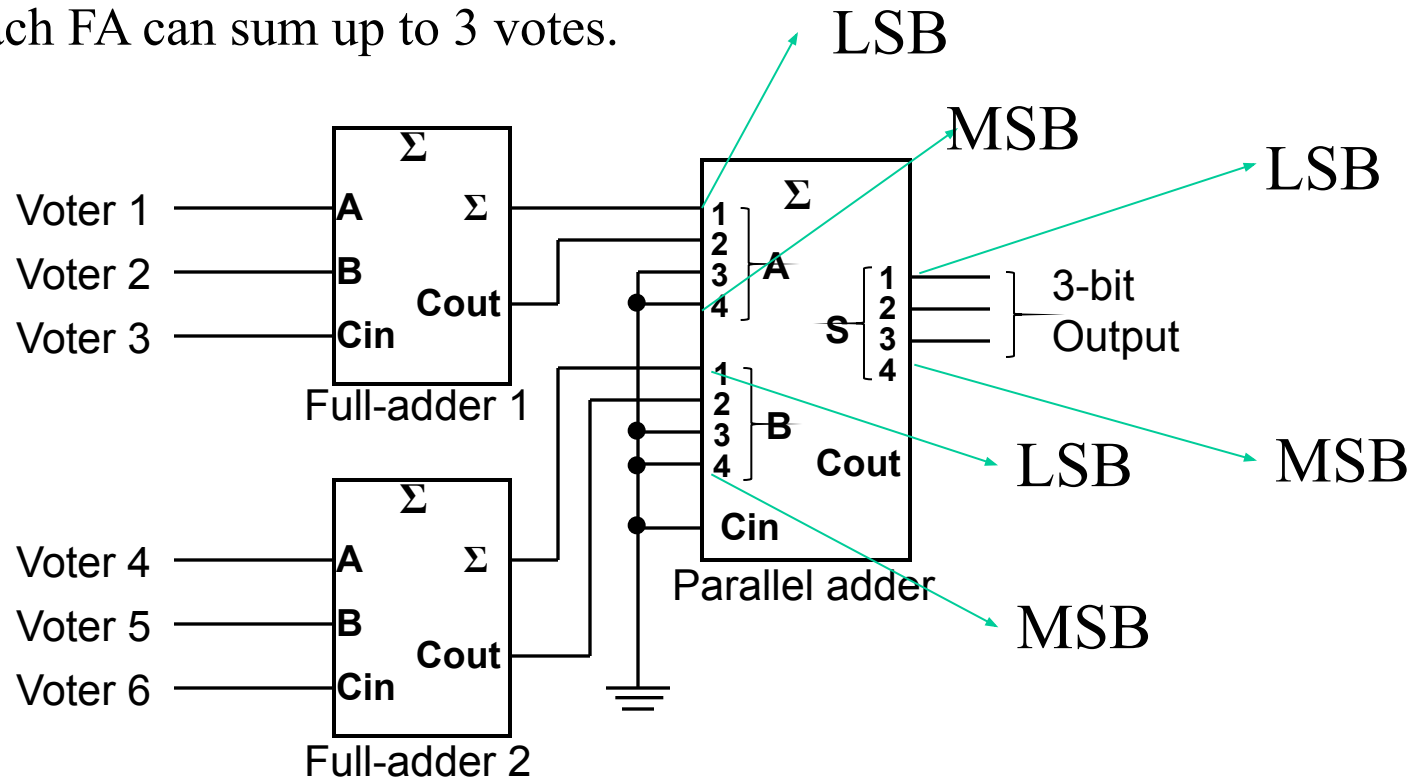 ach FA can sum up to 3 votes.
LSB
MSB
LSB
Σ
Voter 1
Voter 2
Voter 3
A
B
Cin
Σ
Cout
Full-adder 1
Σ
Voter 4
Voter 5
Voter 6
A
B
Cin
Σ
Cout
Full-adder 2
Σ
1
2
3
4
A
1
2
3
4
B
Cin
S
1
2
3
4
Cout
Parallel adder
3-bit
Output
LSB
MSB
MSB